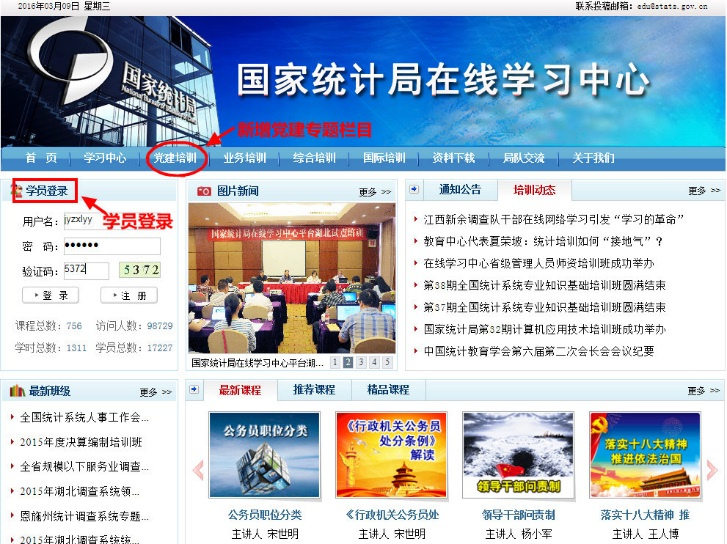 2016年03月09日 星期三
联系投稿邮箱: edu@stats.gov.cn
国家统计局
国家统计局在线学习中心
新增党建专题栏目
首 页 学习中心 党建培训 业务培训 综合培训 国际培训 资料下载 局队交流 关于我们
学员登录
用户名: jyzxlyy
学员登录
密 码: ●●●●●●
验证码: 5372 5372
登 录 注 册
课程总数: 756 访问人数: 98729
学时总数: 1311 学员总数: 17227
图片新闻 更多 >>
国家统计局在线学习中心平台湖北试点培训
国家统计局在线学习中心平台湖... 1 2 3 4 5
通知公告 培训动态 更多 >>
江西新余调查队干部在线网络学习引发“学习的革命”
教育中心代表夏荣坡：统计培训如何“接地气”？
在线学习中心省级管理人员师资培训班成功举办
第38期全国统计系统专业知识基础培训班圆满结束
第37期全国统计系统专业知识基础培训班圆满结束
国家统计局第32期计算机应用技术培训班成功举办
中国统计教育学会第六届第二次会长会会议纪要
最新班级 更多 >>
全国统计系统人事工作会...
2015年度决算编制培训班
全省规模以下服务业调查...
2015年湖北调查系统领...
恩施州统计调查系统专题...
2015年湖北调查系统统...
最新课程 推荐课程 精品课程 更多 >>
公务员职位分类
《行政机关公务员
处分条例》
解读
领导干部问责制
落实十八大精神
推进依法治国
公务员职位分类 《行政机关公务员处 领导干部问责制 落实十八大精神 推
主讲人 宋世明 主讲人 宋世明 主讲人 杨小军 主讲人 王人博